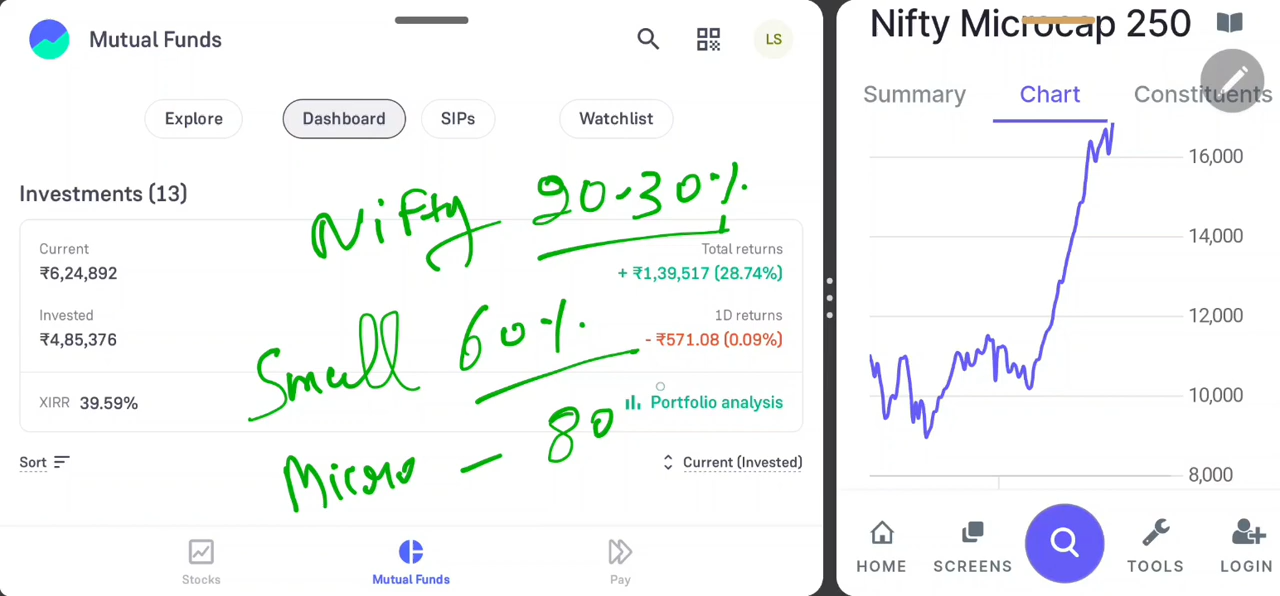 Mutual Funds
LS
Explore
Dashboard
SIPs
Watchlist
Investments (13)
Nifty 20-30%
Current
₹6,24,892
Total returns
+ ₹1,39,517 (28.74%)
Invested
₹4,85,376
1D returns
- ₹571.08 (0.09%)
Small 60%
XIRR 39.59%
Portfolio analysis
Micro - 80
Sort
Current (Invested)
Stocks
Mutual Funds
Pay
Nifty Microcap 250
Summary
Chart
Constituents
16,000
14,000
12,000
10,000
8,000
HOME
SCREENS
TOOLS
LOGIN